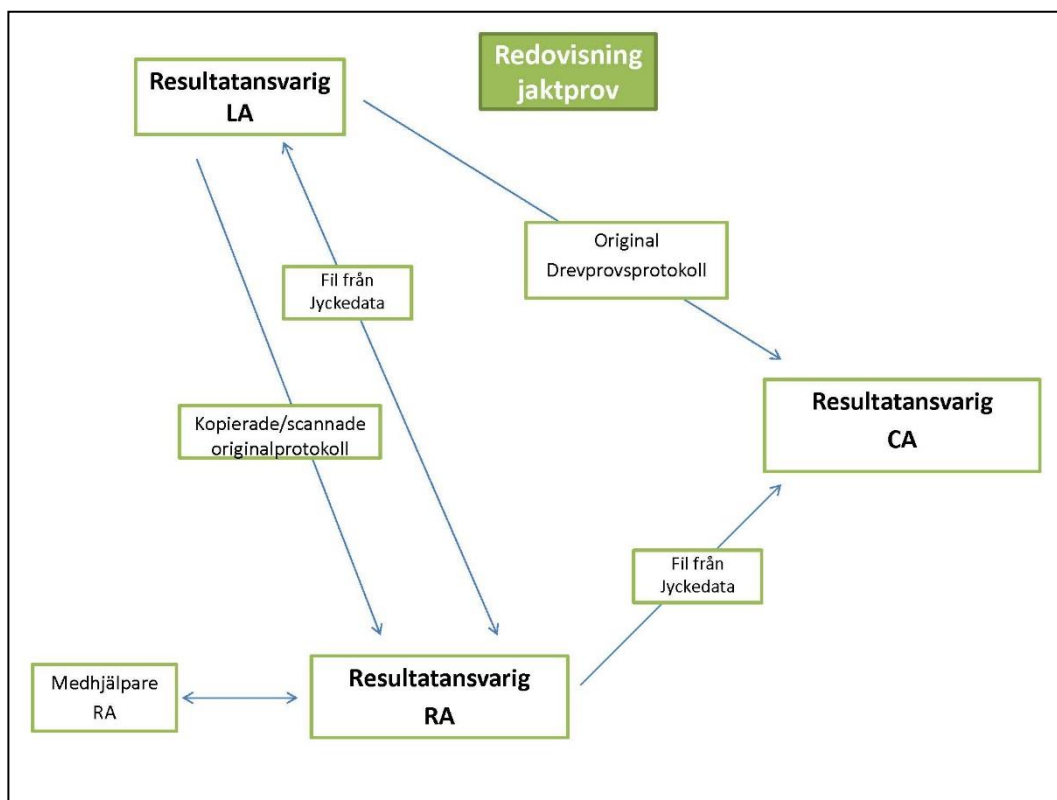 Redovisning
jaktprov
Resultatansvarig
LA
Original
Drevprovsprotokoll
Fil från
Jyckedata
Resultatansvarig
CA
Kopierade/scannade
originalprotokoll
Fil från
Jyckedata
Medhjälpare
RA
Resultatansvarig
RA